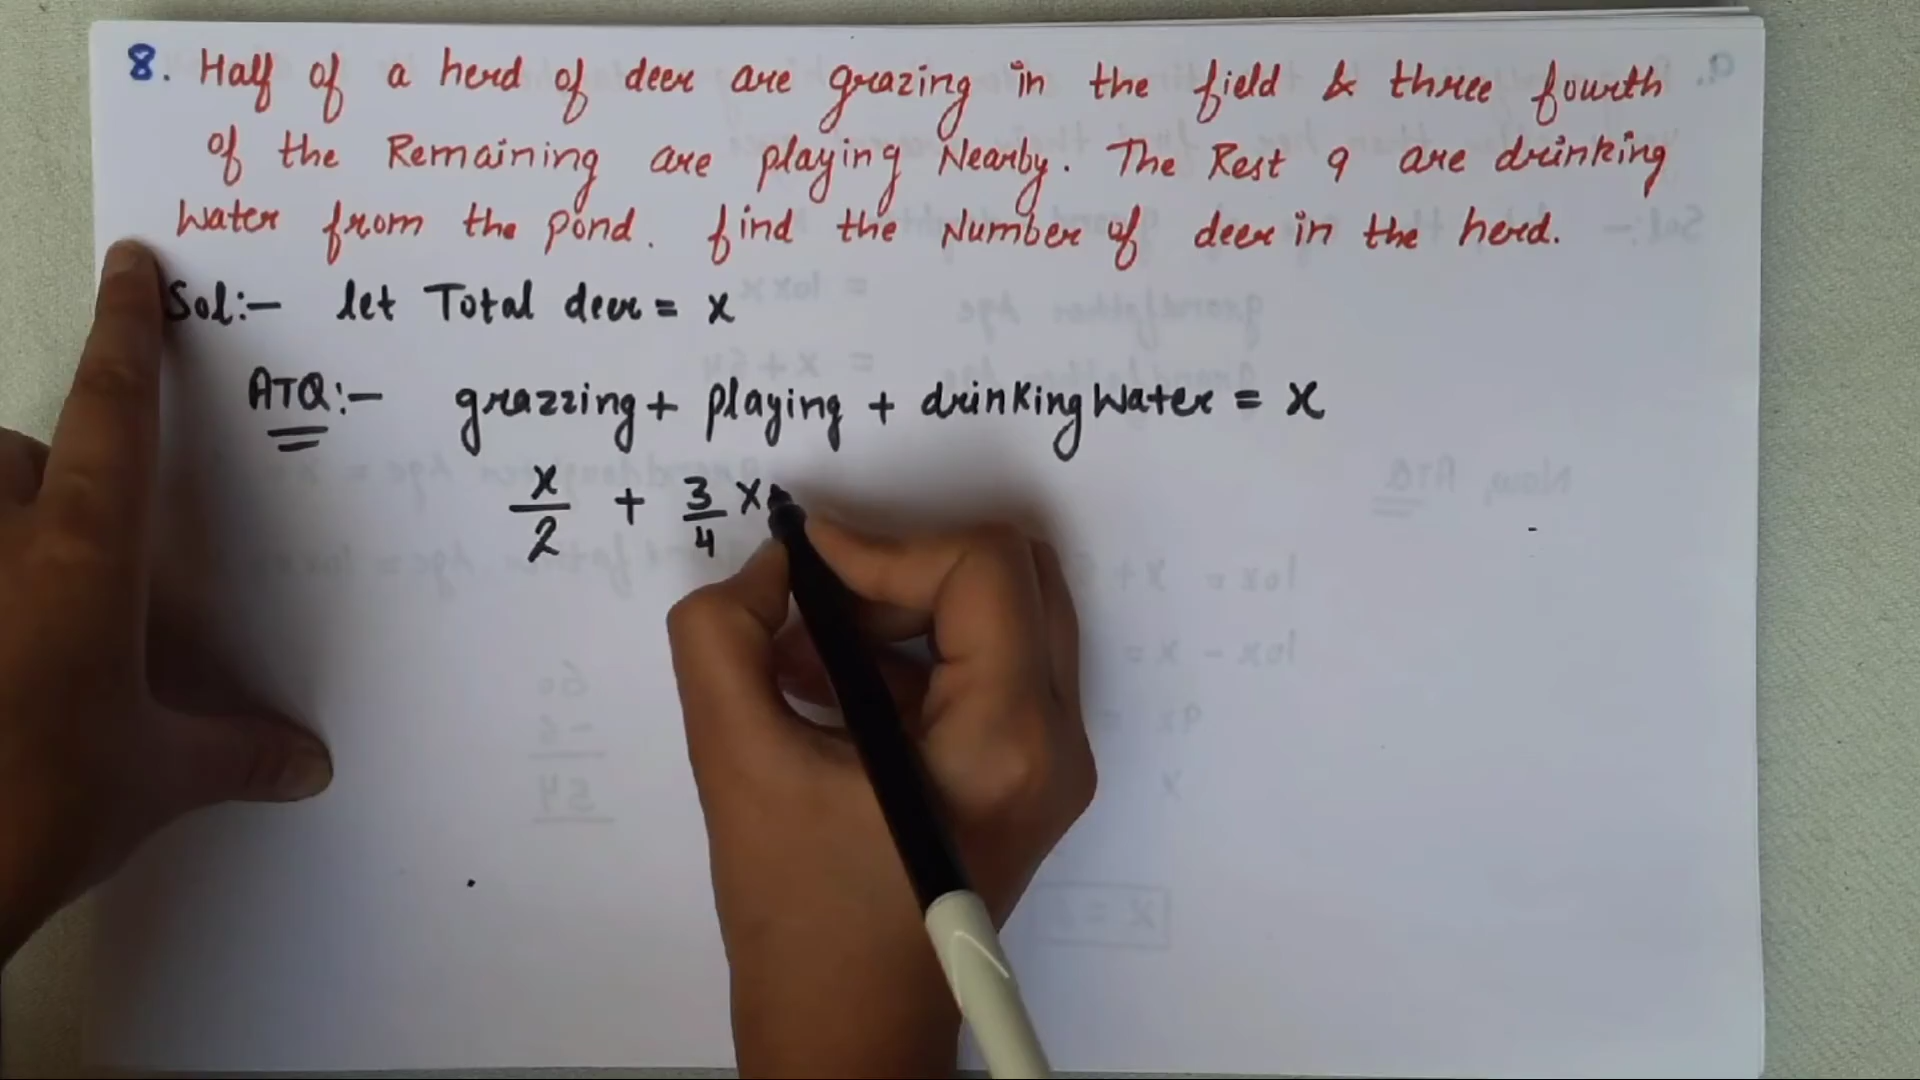 8. Half of a herd of deer are grazing in the field & three fourth
of the Remaining are playing Nearby. The Rest 9 are drinking
Water from the pond. find the Number of deer in the herd.
Sol:- let Total deer = x
ATQ:- grazzing + playing + drinking Water = x
x/2 + 3/4 x